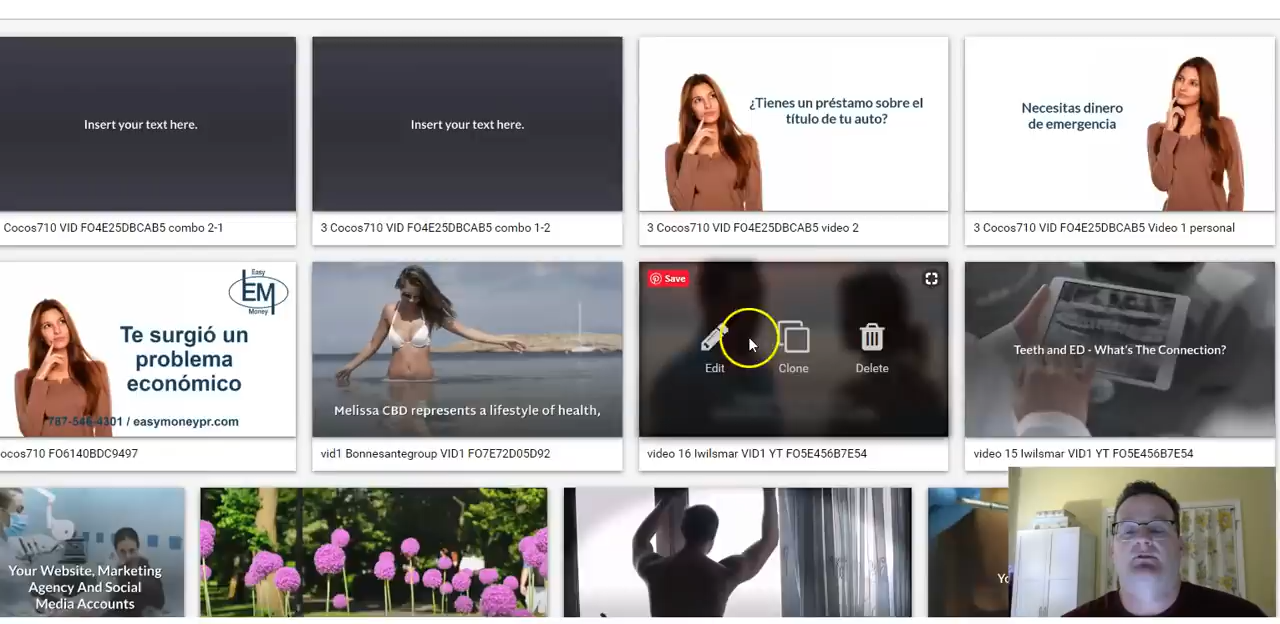 Insert your text here.
Insert your text here.
¿Tienes un préstamo sobre el
título de tu auto?
Necesitas dinero
de emergencia
Cocos710 VID FO4E25DBCAB5 combo 2-1
3 Cocos710 VID FO4E25DBCAB5 combo 1-2
3 Cocos710 VID FO4E25DBCAB5 video 2
3 Cocos710 VID FO4E25DBCAB5 Video 1 personal
Easy
EM
Money
Te surgió un
problema
económico
787-546-4301 / easymoneypr.com
Melissa CBD represents a lifestyle of health,
Save
Edit
Clone
Delete
Teeth and ED - What's The Connection?
ocos710 FO6140BDC9497
vid1 Bonnesantegroup VID1 FO7E72D05D92
video 16 Iwilsmar VID1 YT FO5E456B7E54
video 15 Iwilsmar VID1 YT FO5E456B7E54
Your Website, Marketing
Agency And Social
Media Accounts